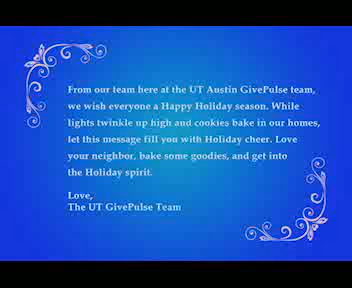 From our team here at the UT Austin GivePulse team,
we wish everyone a Happy Holiday season. While
lights twinkle up high and cookies bake in our homes,
let this message fill you with Holiday cheer. Love
your neighbor, bake some goodies, and get into
the Holiday spirit.
Love,
The UT GivePulse Team